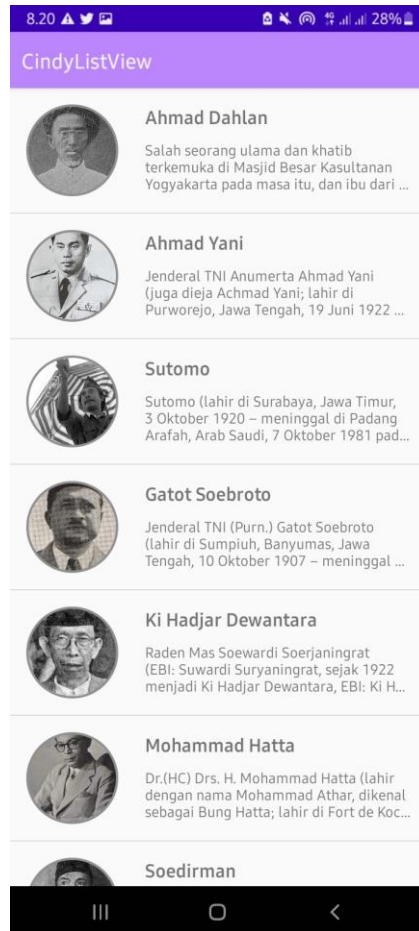 8.20 28%
CindyListView
Ahmad Dahlan
Salah seorang ulama dan khatib
terkemuka di Masjid Besar Kasultanan
Yogyakarta pada masa itu, dan ibu dari ...
Ahmad Yani
Jenderal TNI Anumerta Ahmad Yani
(juga dieja Achmad Yani; lahir di
Purworejo, Jawa Tengah, 19 Juni 1922 ...
Sutomo
Sutomo (lahir di Surabaya, Jawa Timur,
3 Oktober 1920 – meninggal di Padang
Arafah, Arab Saudi, 7 Oktober 1981 pad...
Gatot Soebroto
Jenderal TNI (Purn.) Gatot Soebroto
(lahir di Sumpiuh, Banyumas, Jawa
Tengah, 10 Oktober 1907 – meninggal ...
Ki Hadjar Dewantara
Raden Mas Soewardi Soerjaningrat
(EBI: Suwardi Suryaningrat, sejak 1922
menjadi Ki Hadjar Dewantara, EBI: Ki H...
Mohammad Hatta
Dr.(HC) Drs. H. Mohammad Hatta (lahir
dengan nama Mohammad Athar, dikenal
sebagai Bung Hatta; lahir di Fort de Koc...
Soedirman